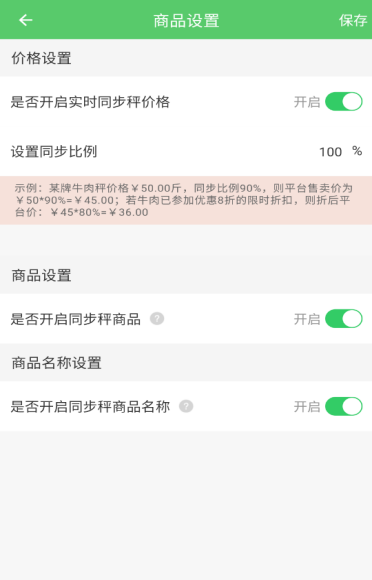 商品设置
保存
价格设置
是否开启实时同步秤价格 开启
设置同步比例 100 %
示例：某牌牛肉秤价格￥50.00斤，同步比例90%，则平台售卖价为
￥50*90%=￥45.00；若牛肉已参加优惠8折的限时折扣，则折后平
台价：￥45*80%=￥36.00
商品设置
是否开启同步秤商品 ? 开启
商品名称设置
是否开启同步秤商品名称 ? 开启